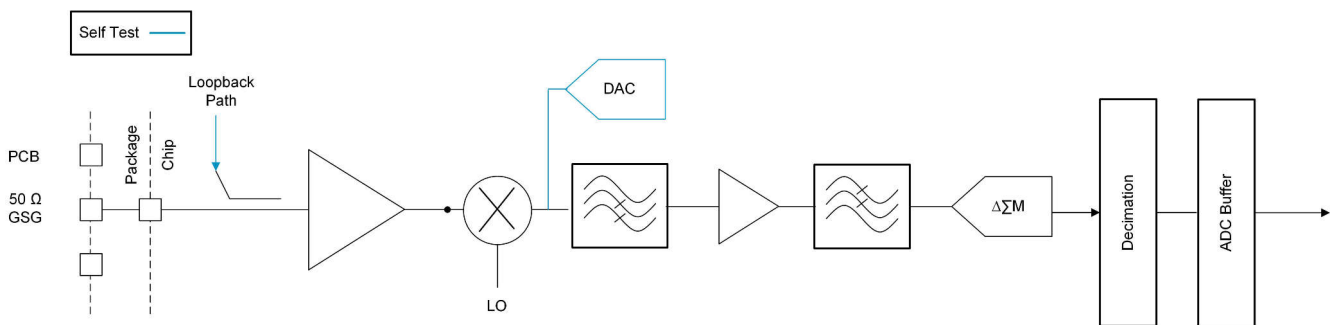 Self Test
Loopback
Path
DAC
PCB
Package
Chip
50 Ω
GSG
LO
ΔΣM
Decimation
ADC Buffer